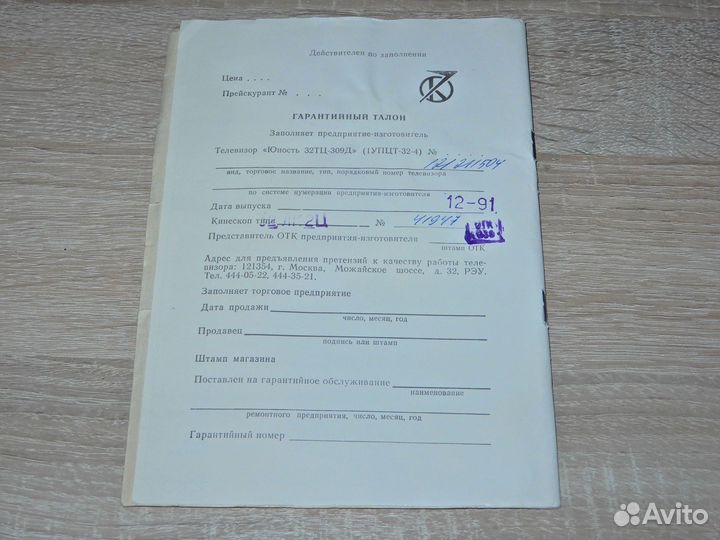 Действителен по заполнении
Цена . . . .
Прейскурант № . . .
К
ГАРАНТИЙНЫЙ ТАЛОН
Заполняет предприятие-изготовитель
Телевизор «Юность 32ТЦ-309Д» (1УПЦТ-32-4) №
121211504
вид, торговое название, тип, порядковый номер телевизора
по системе нумерации предприятия-изготовителя
Дата выпуска 12-91
Кинескоп типа № 41947
Представитель ОТК предприятия-изготовителя ОТК
штамп ОТК
Адрес для предъявления претензий к качеству работы теле-
визора: 121354, г. Москва, Можайское шоссе, д. 32, РЭУ.
Тел. 444-05-22, 444-35-21.
Заполняет торговое предприятие
Дата продажи
число, месяц, год
Продавец
подпись или штамп
Штамп магазина
Поставлен на гарантийное обслуживание
наименование
ремонтного предприятия, число, месяц, год
Гарантийный номер
Avito